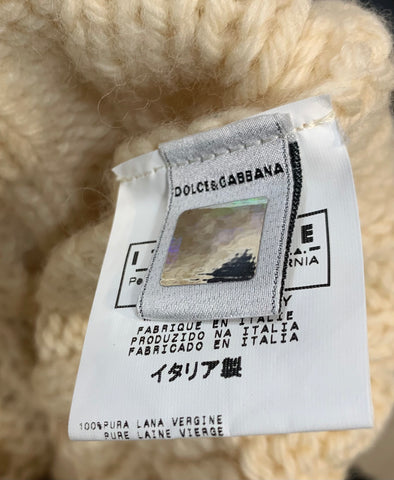 DOLCE&GABBANA
FABRIQUE EN ITALIE
PRODUZIDO NA ITALIA
FABRICADO EN ITALIA
イタリア製
100%PURA LANA VERGINE
PURE LAINE VIERGE